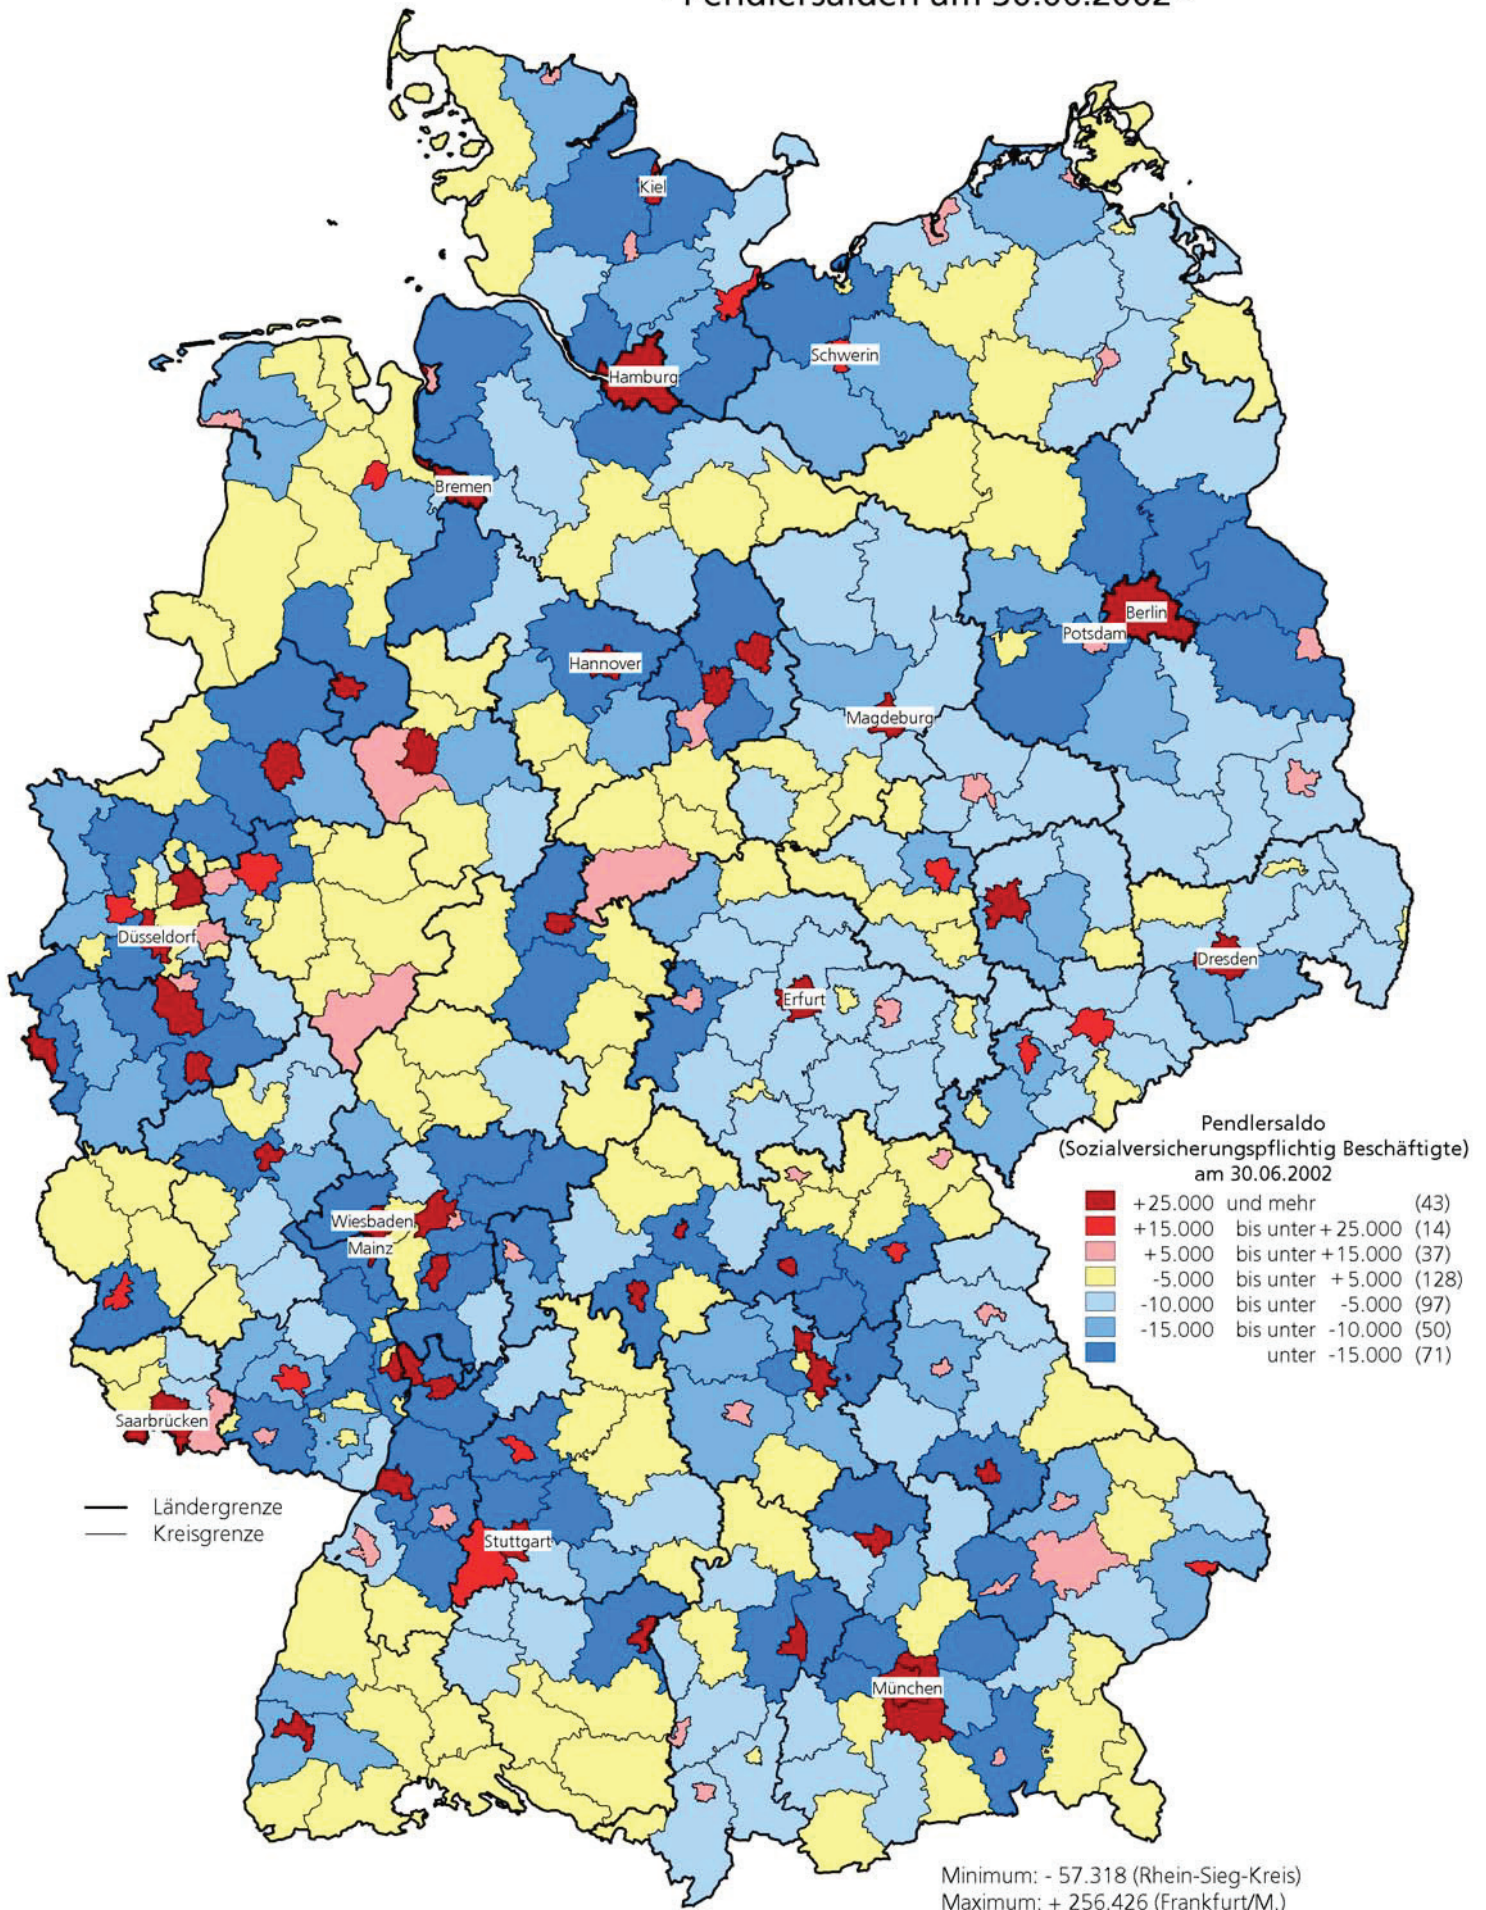 Pendlersalden am 30.06.2002
Kiel
Schwerin
Hamburg
Bremen
Berlin
Potsdam
Hannover
Magdeburg
Düsseldorf
Dresden
Erfurt
Wiesbaden
Mainz
Saarbrücken
Stuttgart
München
Pendlersaldo
(Sozialversicherungspflichtig Beschäftigte)
am 30.06.2002
+25.000 und mehr (43)
+15.000 bis unter +25.000 (14)
+5.000 bis unter +15.000 (37)
-5.000 bis unter +5.000 (128)
-10.000 bis unter -5.000 (97)
-15.000 bis unter -10.000 (50)
unter -15.000 (71)
Ländergrenze
Kreisgrenze
Minimum: - 57.318 (Rhein-Sieg-Kreis)
Maximum: + 256.426 (Frankfurt/M.)